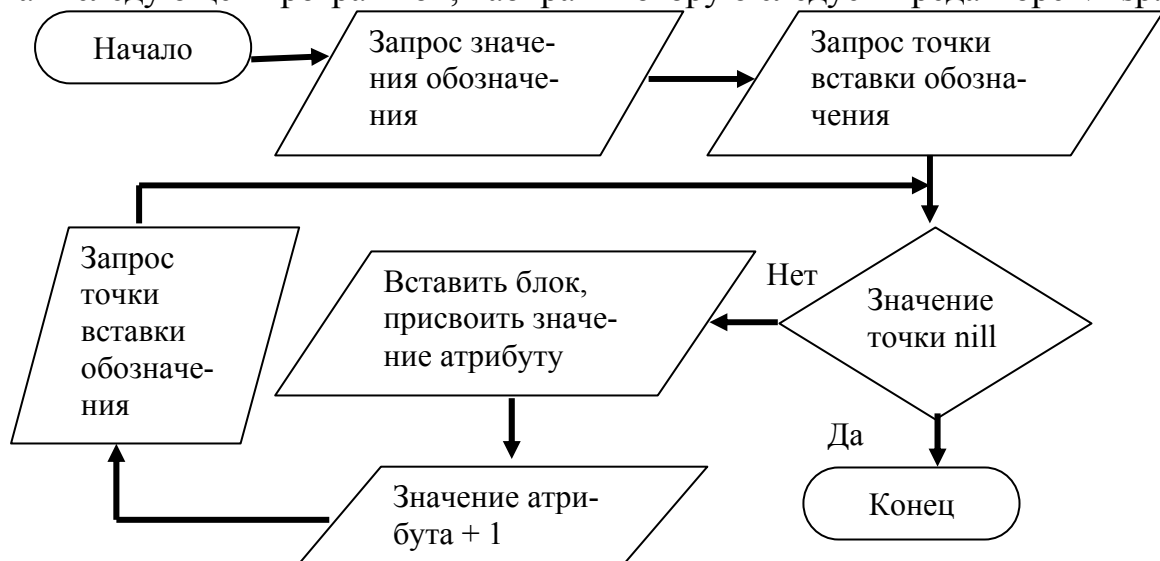 Начало
Запрос значе-
ния обозначе-
ния
Запрос точки
вставки обозна-
чения
Запрос
точки
вставки
обозначе-
ния
Вставить блок,
присвоить значе-
ние атрибуту
Нет
Значение
точки nill
Да
Значение атри-
бута + 1
Конец